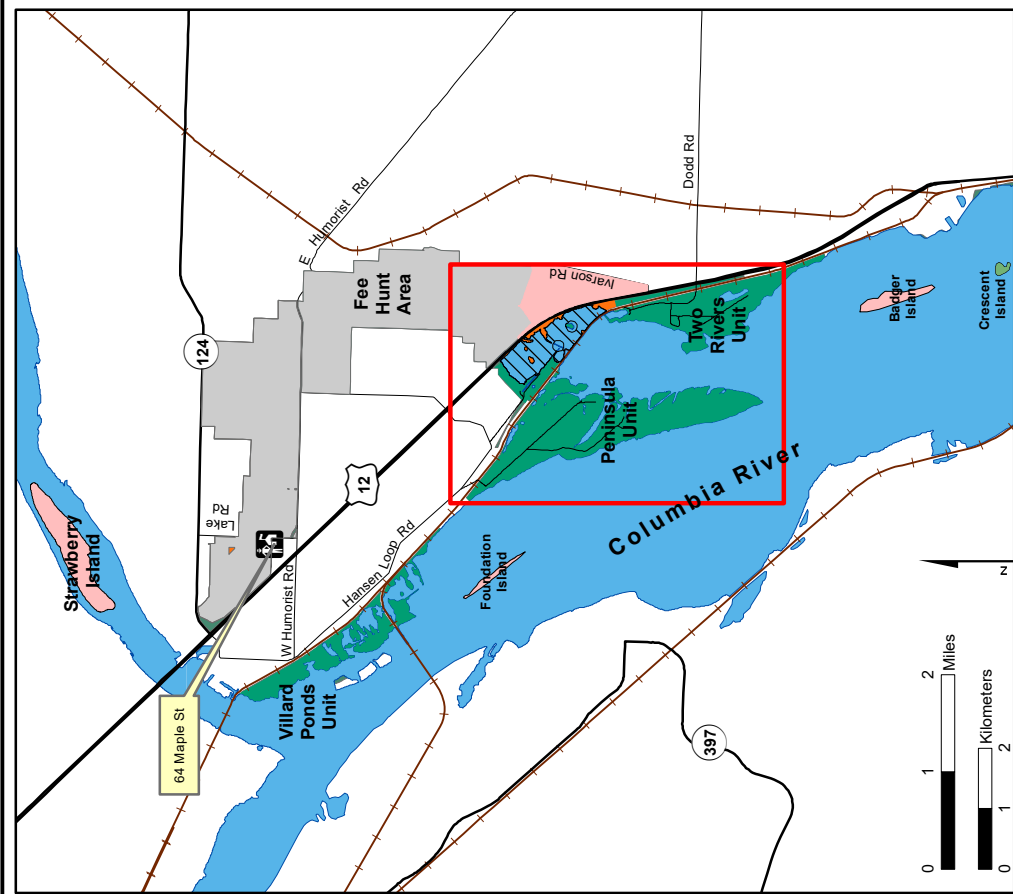 124
E Humorist Rd
Fee
Hunt
Area
Dodd Rd
Ivarson Rd
Lake
Rd
Strawberry
Island
12
64 Maple St
W Humorist Rd
Hansen Loop Rd
Villard
Ponds
Unit
Foundation
Island
Peninsula
Unit
Two
Rivers
Unit
Columbia River
Badger
Island
Crescent
Island
397
N
0 1 2
Miles
Kilometers
0 1 2